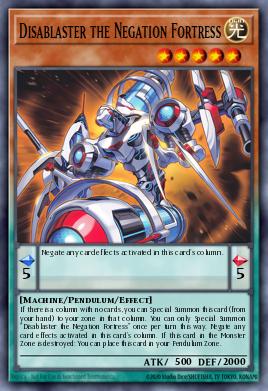 DISABLASTER THE NEGATION FORTRESS
光
Negate any card effects activated in this card's column.
5
5
[MACHINE/PENDULUM/EFFECT]
If there is a column with no cards, you can Special Summon this card (from
your hand) to your zone in that column. You can only Special Summon
"Disablaster the Negation Fortress" once per turn this way. Negate any
card effects activated in this card's column. If this card in the Monster
Zone is destroyed: You can place this card in your Pendulum Zone.
ATK/ 500 DEF/2000